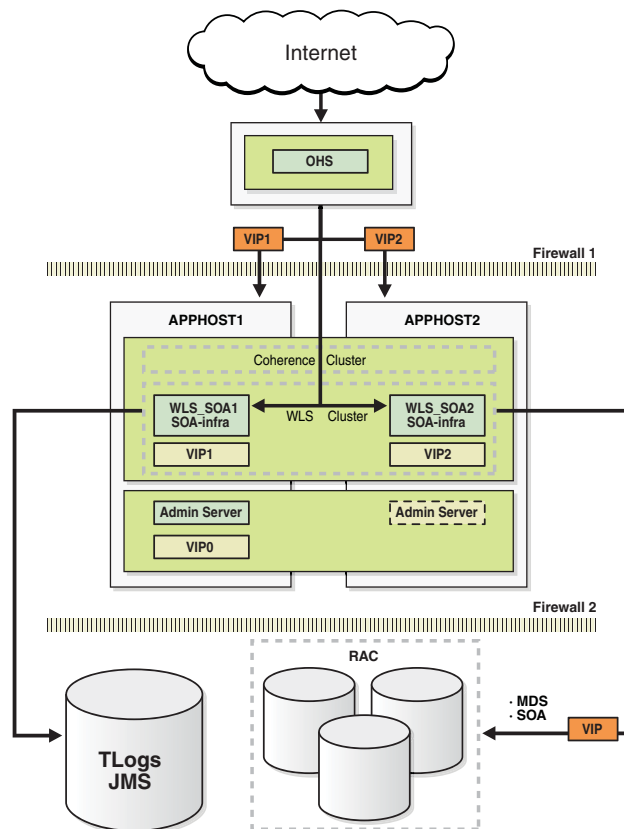 Internet
OHS
VIP1
VIP2
Firewall 1
APPHOST1
APPHOST2
Coherence Cluster
WLS_SOA1
SOA-infra
WLS Cluster
WLS_SOA2
SOA-infra
VIP1
VIP2
Admin Server
Admin Server
VIP0
Firewall 2
RAC
· MDS
· SOA
VIP
TLogs
JMS